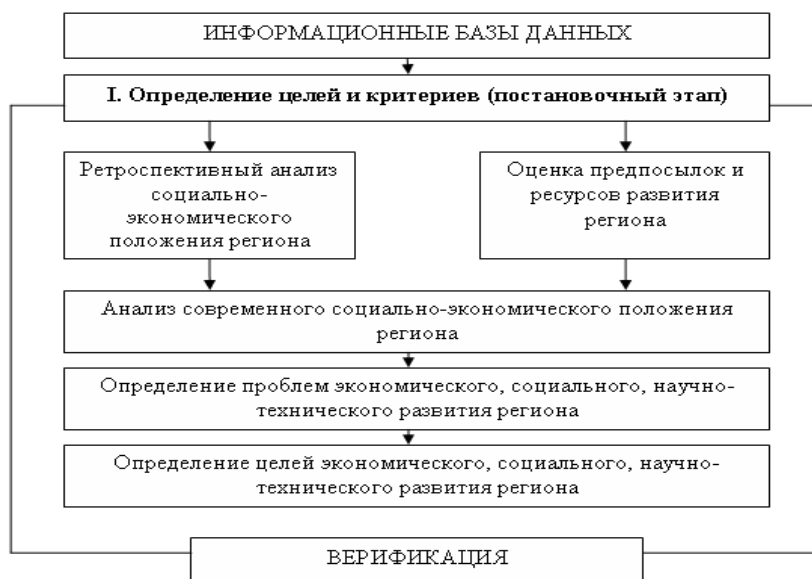 ИНФОРМАЦИОННЫЕ БАЗЫ ДАННЫХ
I. Определение целей и критериев (постановочный этап)
Ретроспективный анализ
социально-
экономического
положения региона
Оценка предпосылок и
ресурсов развития
региона
Анализ современного социально-экономического положения
региона
Определение проблем экономического, социального, научно-
технического развития региона
Определение целей экономического, социального, научно-
технического развития региона
ВЕРИФИКАЦИЯ